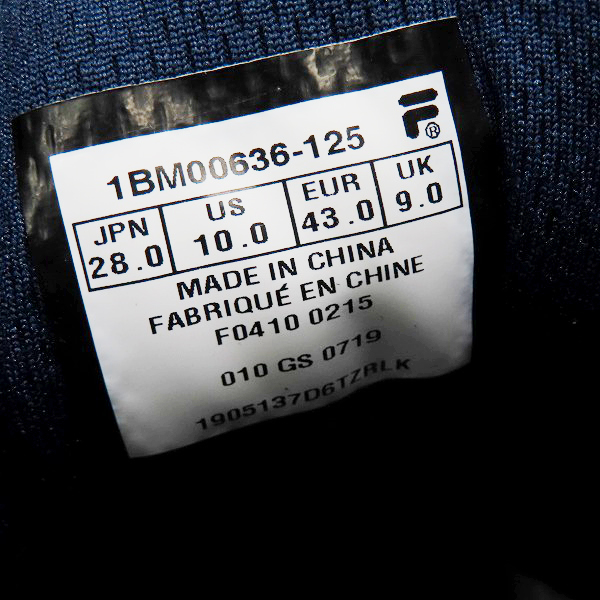 F®
1BM00636-125
JPN US EUR UK
28.0 10.0 43.0 9.0
MADE IN CHINA
FABRIQUÉ EN CHINE
F0410 0215
010 GS 0719
1905137D6TZRLK